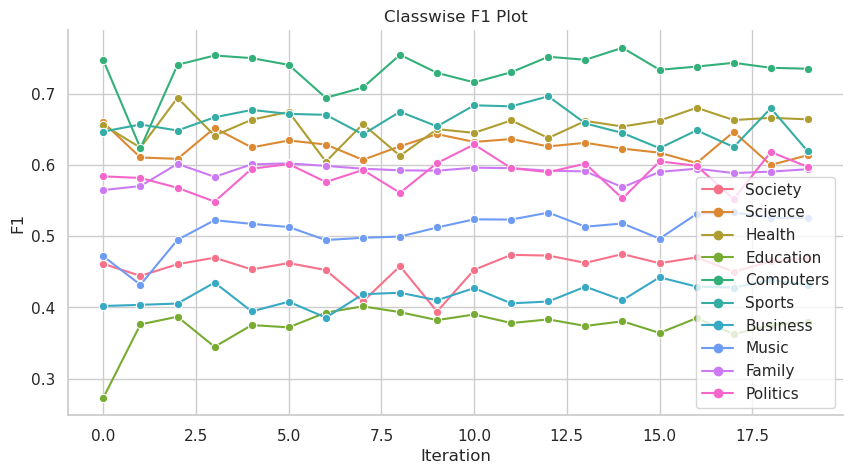 Classwise F1 Plot
F1
0.7
0.6
0.5
0.4
0.3
0.0
2.5
5.0
7.5
10.0
12.5
15.0
17.5
Iteration
Society
Science
Health
Education
Computers
Sports
Business
Music
Family
Politics